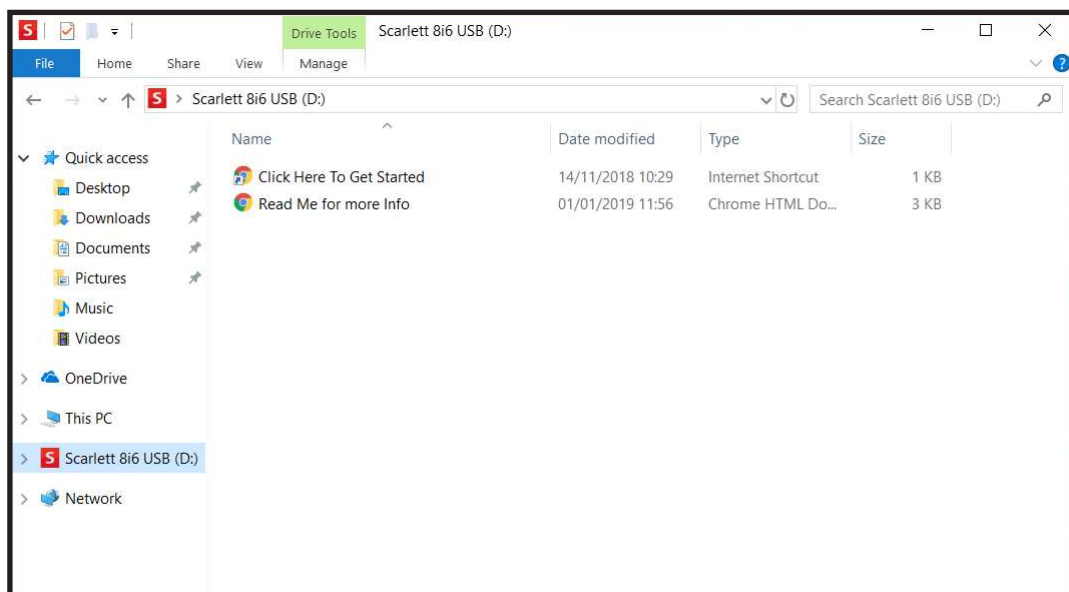 S
Drive Tools Scarlett 8i6 USB (D:)
File Home Share View Manage
?
S > Scarlett 8i6 USB (D:) Search Scarlett 8i6 USB (D:)
Name Date modified Type Size
Quick access
Click Here To Get Started 14/11/2018 10:29 Internet Shortcut 1 KB
Desktop
Read Me for more Info 01/01/2019 11:56 Chrome HTML Do... 3 KB
Downloads
Documents
Pictures
Music
Videos
OneDrive
This PC
S Scarlett 8i6 USB (D:)
Network